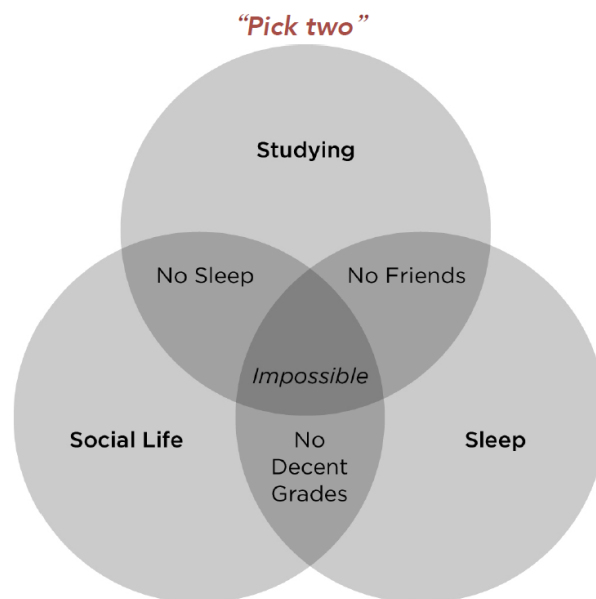 “Pick two”
Studying
No Sleep
No Friends
Impossible
Social Life
No
Decent
Grades
Sleep